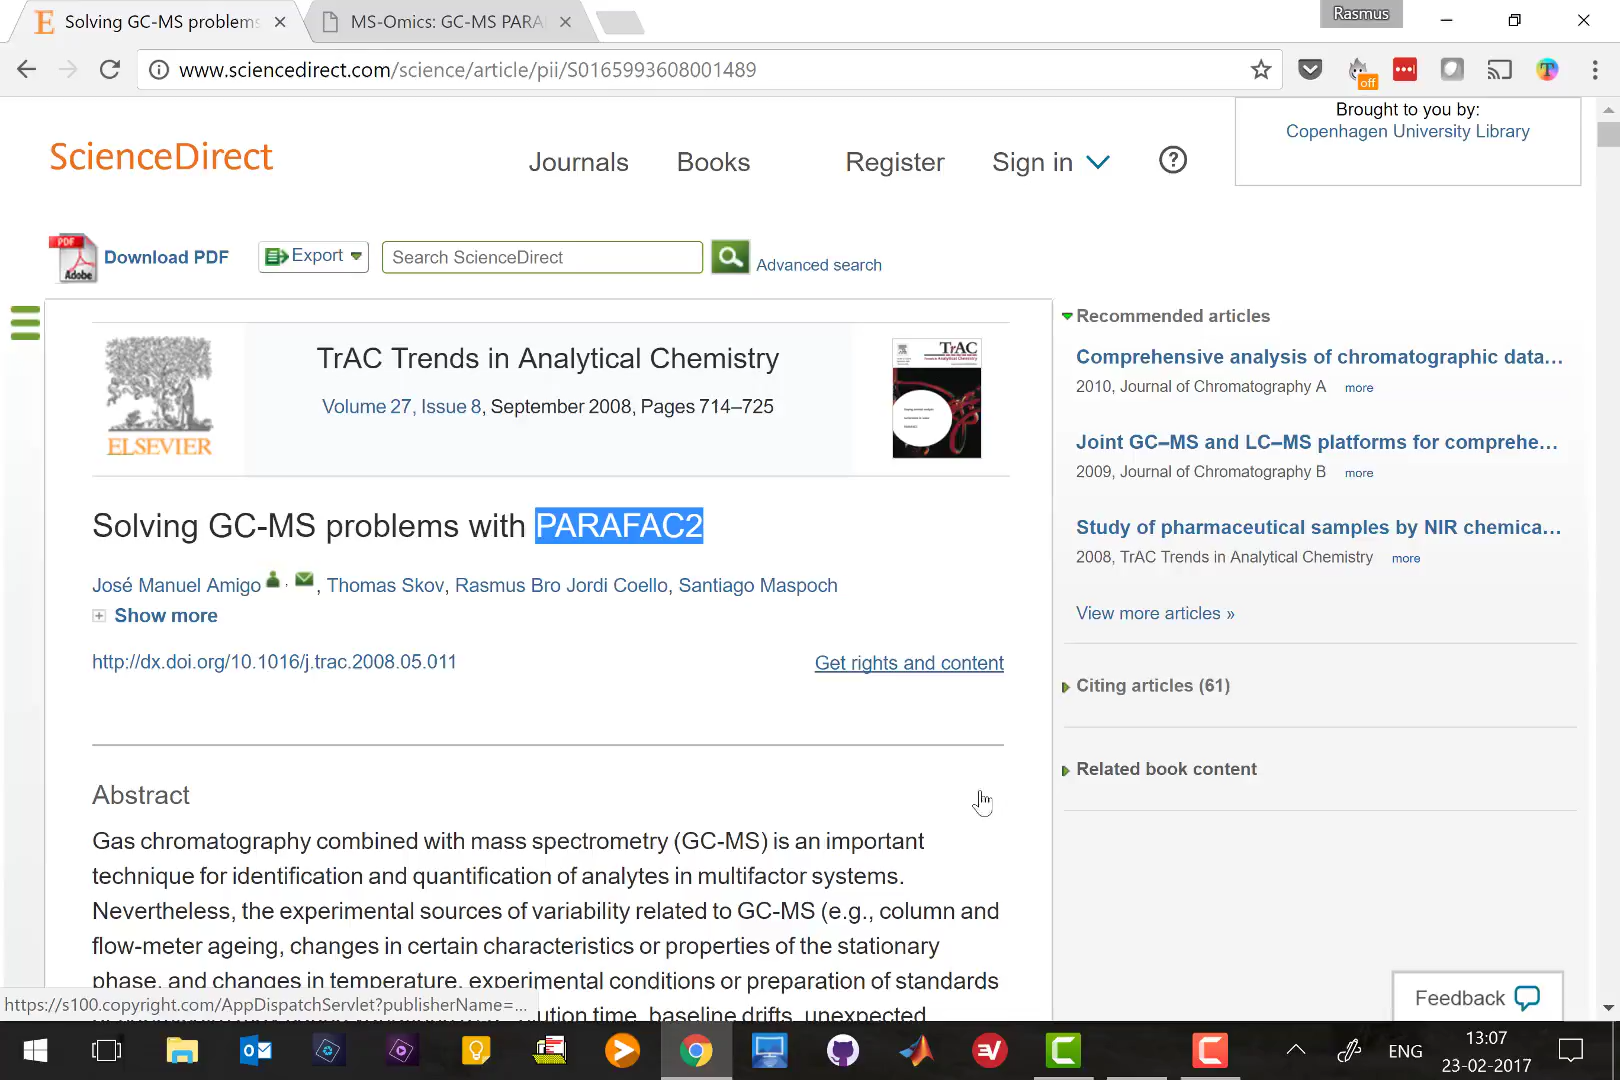 Solving GC-MS problems
MS-Omics: GC-MS PARA
Rasmus
www.sciencedirect.com/science/article/pii/S0165993608001489
off
Brought to you by:
Copenhagen University Library
ScienceDirect
Journals
Books
Register
Sign in
PDF
Adobe
Download PDF
Export
Search ScienceDirect
Advanced search
ELSEVIER
TrAC Trends in Analytical Chemistry
Volume 27, Issue 8, September 2008, Pages 714–725
TrAC
Solving GC-MS problems with PARAFAC2
José Manuel Amigo , , Thomas Skov, Rasmus Bro Jordi Coello, Santiago Maspoch
Show more
http://dx.doi.org/10.1016/j.trac.2008.05.011
Get rights and content
Abstract
Gas chromatography combined with mass spectrometry (GC-MS) is an important
technique for identification and quantification of analytes in multifactor systems.
Nevertheless, the experimental sources of variability related to GC-MS (e.g., column and
flow-meter ageing, changes in certain characteristics or properties of the stationary
phase, and changes in temperature, experimental conditions or preparation of standards
ution time, baseline drifts, unexpected
Recommended articles
Comprehensive analysis of chromatographic data…
2010, Journal of Chromatography A more
Joint GC–MS and LC–MS platforms for comprehe…
2009, Journal of Chromatography B more
Study of pharmaceutical samples by NIR chemica…
2008, TrAC Trends in Analytical Chemistry more
View more articles »
Citing articles (61)
Related book content
Feedback
https://s100.copyright.com/AppDispatchServlet?publisherName=...
ENG
13:07
23-02-2017